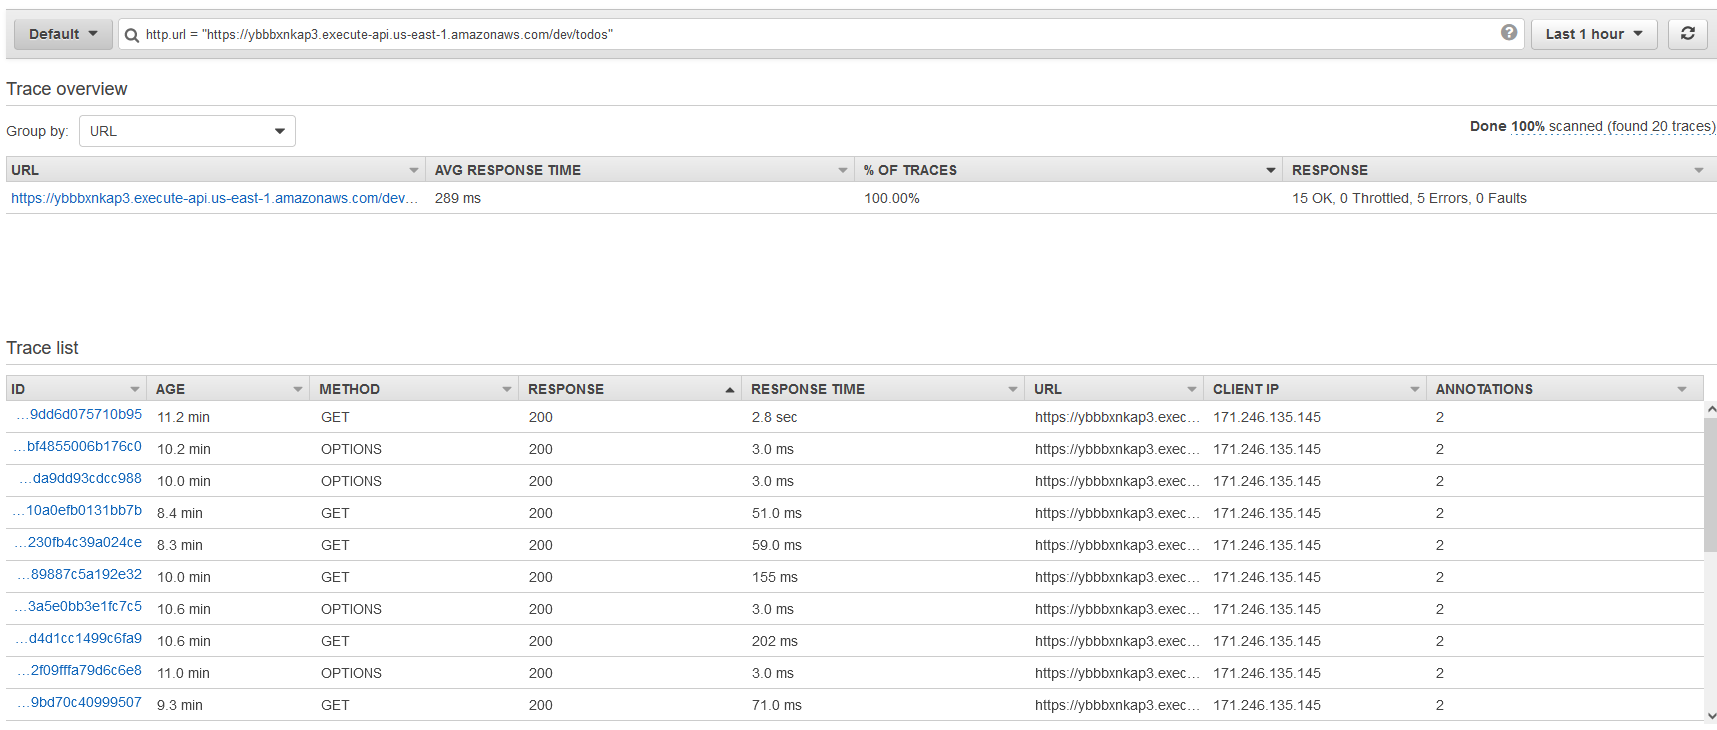 Default http.url = "https://ybbbxnkap3.execute-api.us-east-1.amazonaws.com/dev/todos" ? Last 1 hour
Trace overview
Group by: URL Done 100% scanned (found 20 traces)
URL AVG RESPONSE TIME % OF TRACES RESPONSE
https://ybbbxnkap3.execute-api.us-east-1.amazonaws.com/dev... 289 ms 100.00% 15 OK, 0 Throttled, 5 Errors, 0 Faults
Trace list
ID AGE METHOD RESPONSE RESPONSE TIME URL CLIENT IP ANNOTATIONS
...9dd6d075710b95 11.2 min GET 200 2.8 sec https://ybbbxnkap3.exec... 171.246.135.145 2
...bf4855006b176c0 10.2 min OPTIONS 200 3.0 ms https://ybbbxnkap3.exec... 171.246.135.145 2
...da9dd93cdcc988 10.0 min OPTIONS 200 3.0 ms https://ybbbxnkap3.exec... 171.246.135.145 2
...10a0efb0131bb7b 8.4 min GET 200 51.0 ms https://ybbbxnkap3.exec... 171.246.135.145 2
...230fb4c39a024ce 8.3 min GET 200 59.0 ms https://ybbbxnkap3.exec... 171.246.135.145 2
...89887c5a192e32 10.0 min GET 200 155 ms https://ybbbxnkap3.exec... 171.246.135.145 2
...3a5e0bb3e1fc7c5 10.6 min OPTIONS 200 3.0 ms https://ybbbxnkap3.exec... 171.246.135.145 2
...d4d1cc1499c6fa9 10.6 min GET 200 202 ms https://ybbbxnkap3.exec... 171.246.135.145 2
...2f09fffa79d6c6e8 11.0 min OPTIONS 200 3.0 ms https://ybbbxnkap3.exec... 171.246.135.145 2
...9bd70c40999507 9.3 min GET 200 71.0 ms https://ybbbxnkap3.exec... 171.246.135.145 2